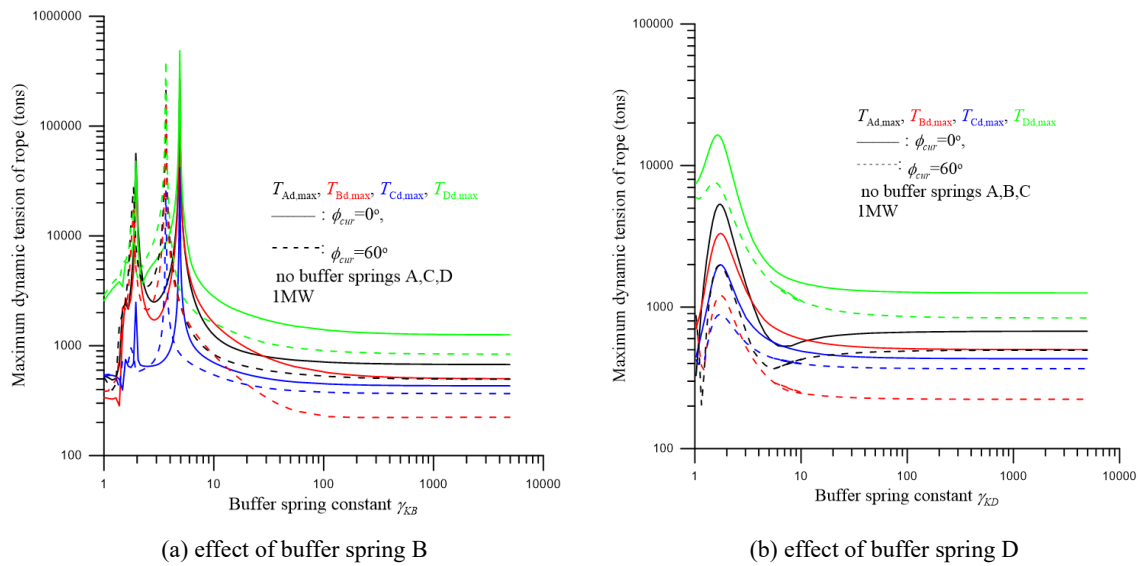 1000000
100000
10000
1000
100
Maximum dynamic tension of rope (tons)
T_Ad,max, T_Bd,max, T_Cd,max, T_Dd,max
——— : ϕ_cur=0°,
- - - -: ϕ_cur=60°
no buffer springs A,C,D
1MW
1 10 100 1000 10000
Buffer spring constant γ_KB
(a) effect of buffer spring B
100000
10000
1000
100
Maximum dynamic tension of rope (tons)
T_Ad,max, T_Bd,max, T_Cd,max, T_Dd,max
——— : ϕ_cur=0°,
- - - -: ϕ_cur=60°
no buffer springs A,B,C
1MW
1 10 100 1000 10000
Buffer spring constant γ_KD
(b) effect of buffer spring D